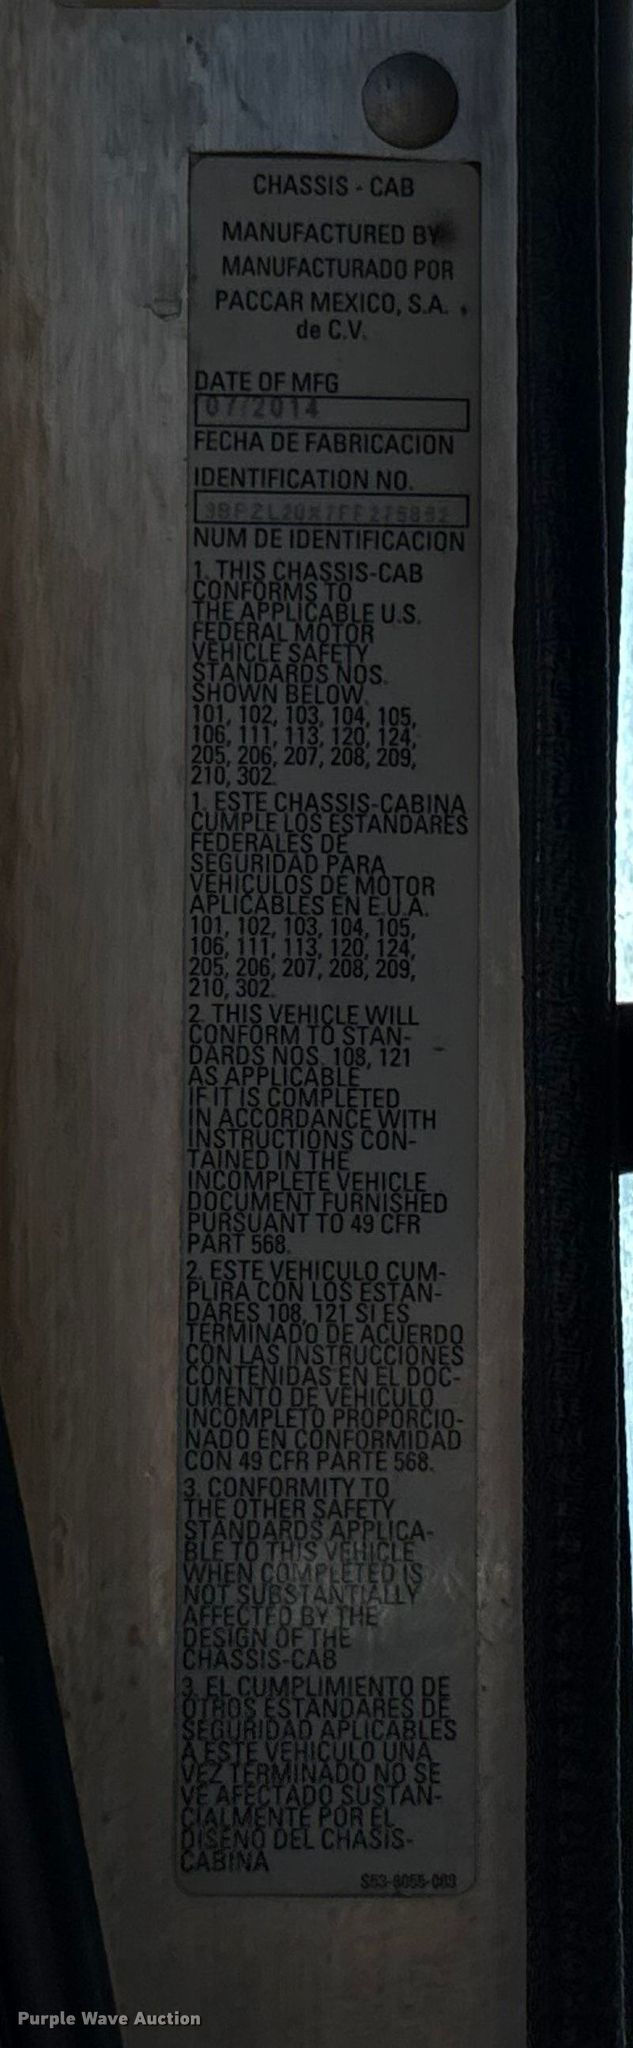 CHASSIS - CAB
MANUFACTURED BY
MANUFACTURADO POR
PACCAR MEXICO, S.A.
de C.V.
DATE OF MFG
07/2014
FECHA DE FABRICACION
IDENTIFICATION NO.
NUM DE IDENTIFICACION
1. THIS CHASSIS-CAB
CONFORMS TO
THE APPLICABLE U.S.
FEDERAL MOTOR
VEHICLE SAFETY
STANDARDS NOS.
SHOWN BELOW.
101, 102, 103, 104, 105,
106, 111, 113, 120, 124,
205, 206, 207, 208, 209,
210, 302.
1. ESTE CHASSIS-CABINA
CUMPLE LOS ESTANDARES
FEDERALES DE
SEGURIDAD PARA
VEHICULOS DE MOTOR
APLICABLES EN E.U.A.
101, 102, 103, 104, 105,
106, 111, 113, 120, 124,
205, 206, 207, 208, 209,
210, 302.
2. THIS VEHICLE WILL
CONFORM TO STAN-
DARDS NOS. 108, 121
AS APPLICABLE
IF IT IS COMPLETED
IN ACCORDANCE WITH
INSTRUCTIONS CON-
TAINED IN THE
INCOMPLETE VEHICLE
DOCUMENT FURNISHED
PURSUANT TO 49 CFR
PART 568.
2. ESTE VEHICULO CUM-
PLIRA CON LOS ESTAN-
DARES 108, 121 SI ES
TERMINADO DE ACUERDO
CON LAS INSTRUCCIONES
CONTENIDAS EN EL DOC-
UMENTO DE VEHICULO
INCOMPLETO PROPORCIO-
NADO EN CONFORMIDAD
CON 49 CFR PARTE 568.
3. CONFORMITY TO
THE OTHER SAFETY
STANDARDS APPLICA-
BLE TO THIS VEHICLE
WHEN COMPLETED IS
NOT SUBSTANTIALLY
AFFECTED BY THE
DESIGN OF THE
CHASSIS-CAB
3. EL CUMPLIMIENTO DE
OTROS ESTANDARES DE
SEGURIDAD APLICABLES
A ESTE VEHICULO UNA
VEZ TERMINADO NO SE
VE AFECTADO SUSTAN-
CIALMENTE POR EL
DISENO DEL CHASIS-
CABINA
Purple Wave Auction